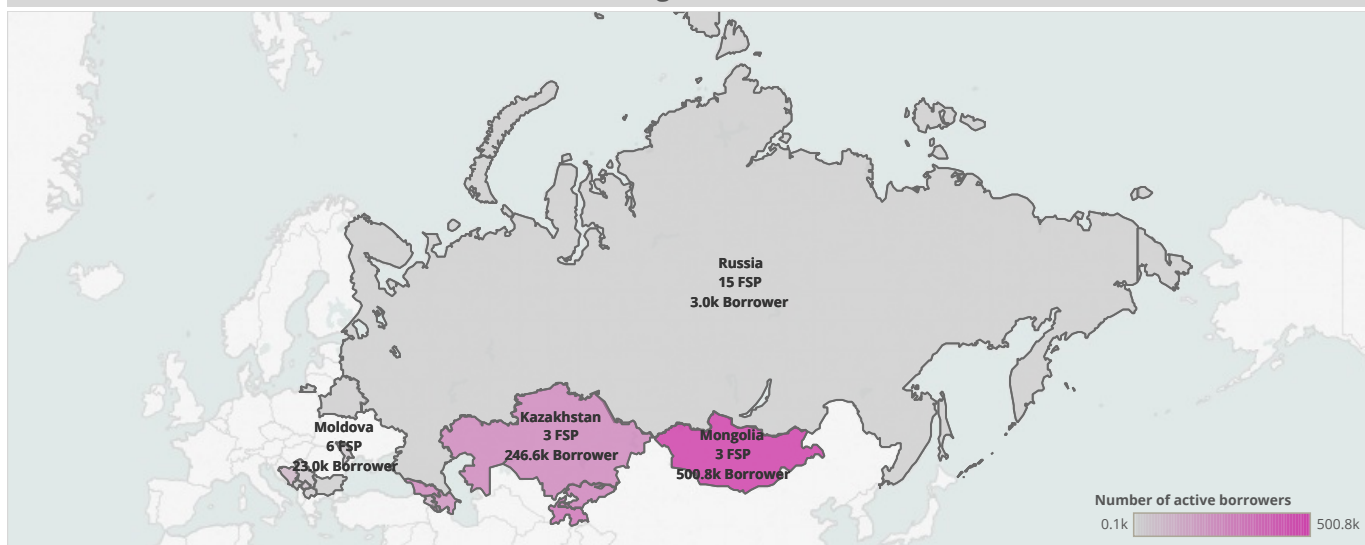 Russia
15 FSP
3.0k Borrower
Kazakhstan
3 FSP
246.6k Borrower
Moldova
6 FSP
23.0k Borrower
Mongolia
3 FSP
500.8k Borrower
Number of active borrowers
0.1k
500.8k